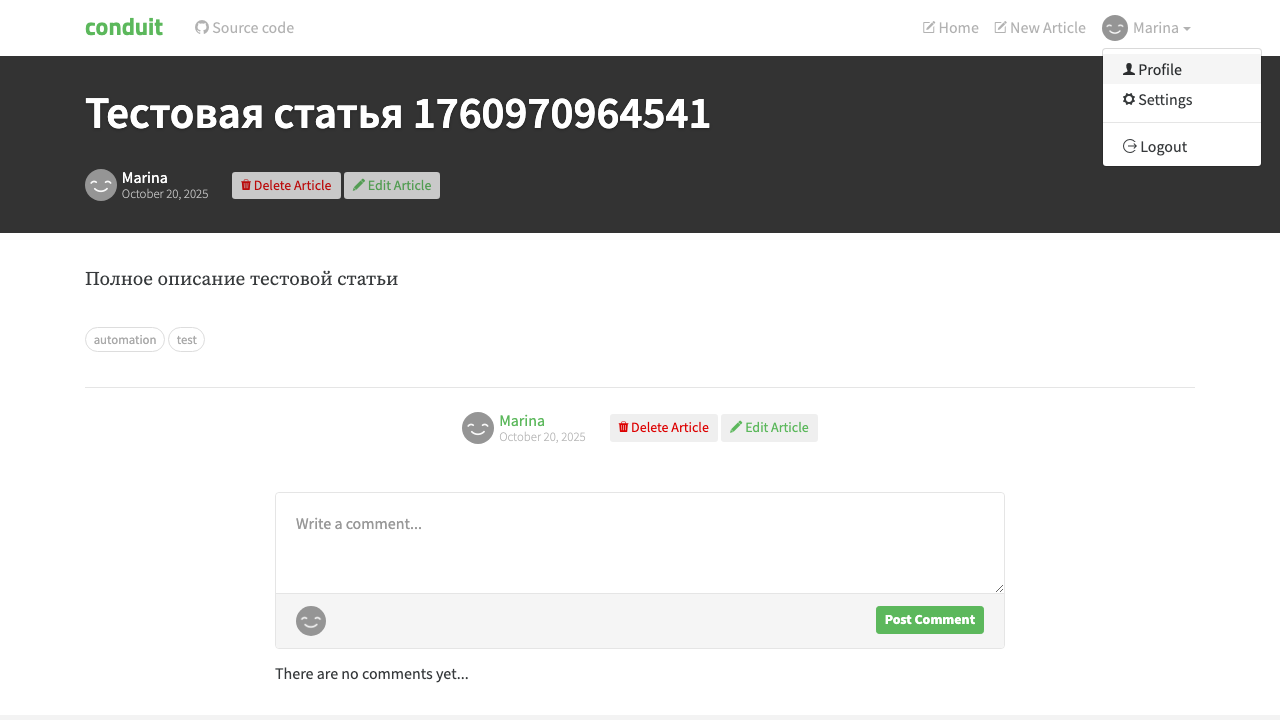 conduit
Source code
Home
New Article
Marina
Profile
Settings
Logout
Тестовая статья 1760970964541
Marina
October 20, 2025
Delete Article
Edit Article
Полное описание тестовой статьи
automation
test
Marina
October 20, 2025
Delete Article
Edit Article
Write a comment...
Post Comment
There are no comments yet...